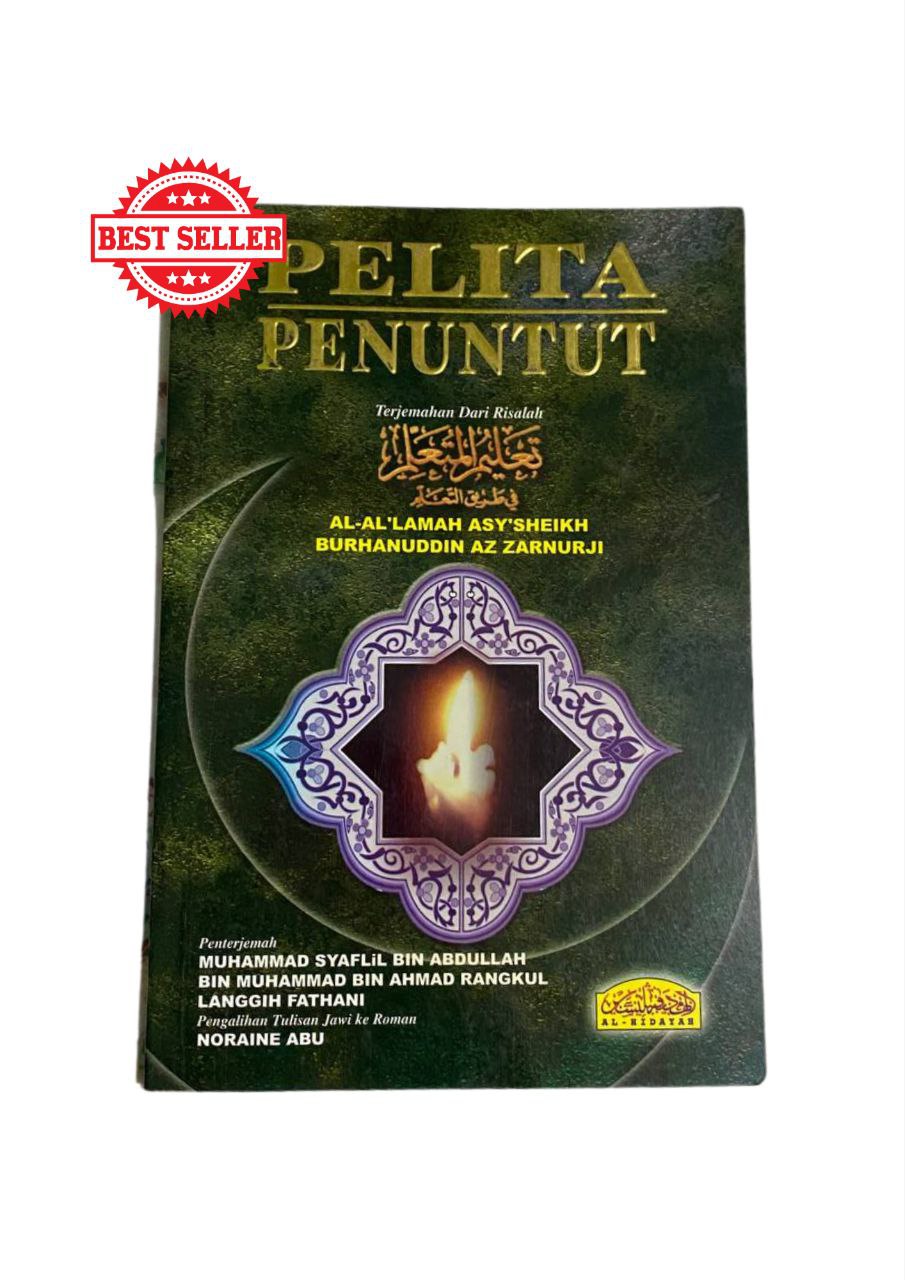 BEST SELLER
PELITA
PENUNTUT
Terjemahan Dari Risalah
تعليم المتعلم
في طريق التعلم
AL-AL'LAMAH ASY'SHEIKH
BURHANUDDIN AZ ZARNURJI
Penterjemah
MUHAMMAD SYAFLiL BIN ABDULLAH
BIN MUHAMMAD BIN AHMAD RANGKUL
LANGGIH FATHANI
Pengalihan Tulisan Jawi ke Roman
NORAINE ABU
AL-HIDAYAH